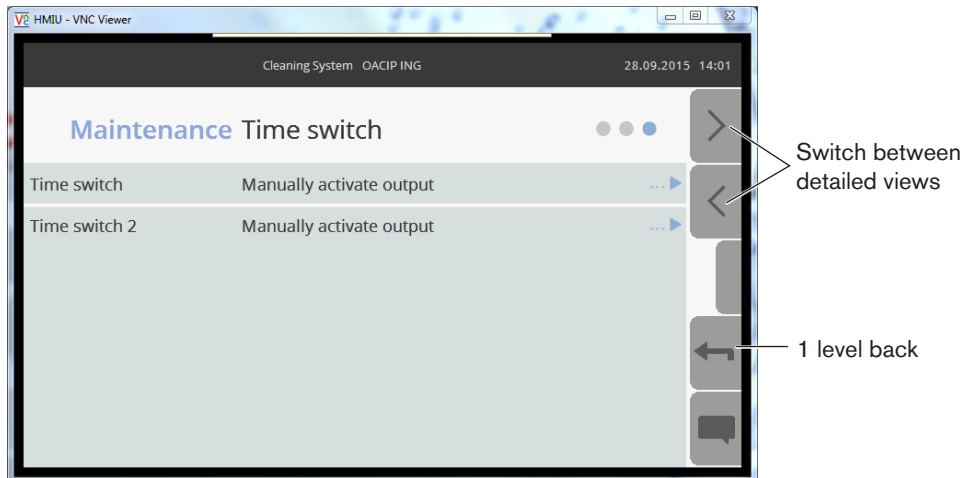 V2 HMIU - VNC Viewer
Cleaning System OACIP ING 28.09.2015 14:01
Maintenance Time switch
Time switch Manually activate output ...
Time switch 2 Manually activate output ...
Switch between
detailed views
1 level back